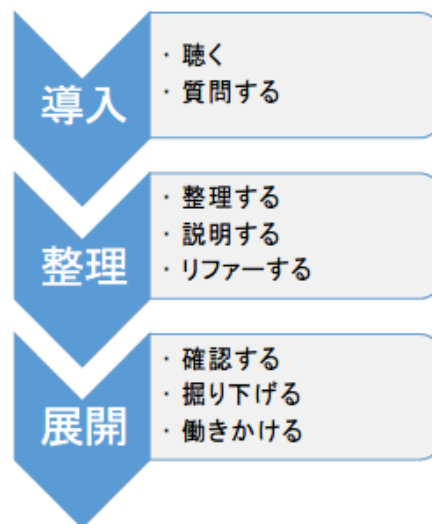 導入
・聴く
・質問する
整理
・整理する
・説明する
・リファーする
展開
・確認する
・掘り下げる
・働きかける